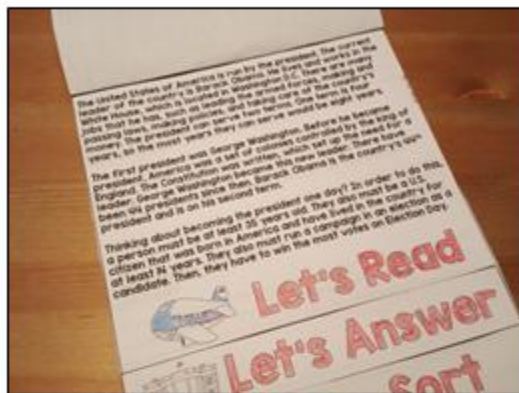 The United States of America is run by the president. The current
leader of the country is Barack Obama. He lives and works in the
White House, which is located in Washington D.C. There are many
jobs that he has, such as leading the armed forces, making and
passing laws, making policies, and taking care of the country's
money. The president may serve two terms. One term is four
years, so the most years they can serve would be eight years.
The first president was George Washington. Before he became
president, America was a set of colonies controlled by the king of
England. The Constitution was written, which set up the need for a
leader. George Washington became this new leader. There have
been 44 presidents since then. Barack Obama is the country's 44th
president and is on his second term.
Thinking about becoming the president one day? In order to do this,
a person must be at least 35 years old. They also must be a U.S.
citizen that was born in America and have lived in the country for
at least 14 years. They also must run a campaign in an election as a
candidate. Then, they have to win the most votes on Election Day.
Let's Read
Let's Answer
Sort